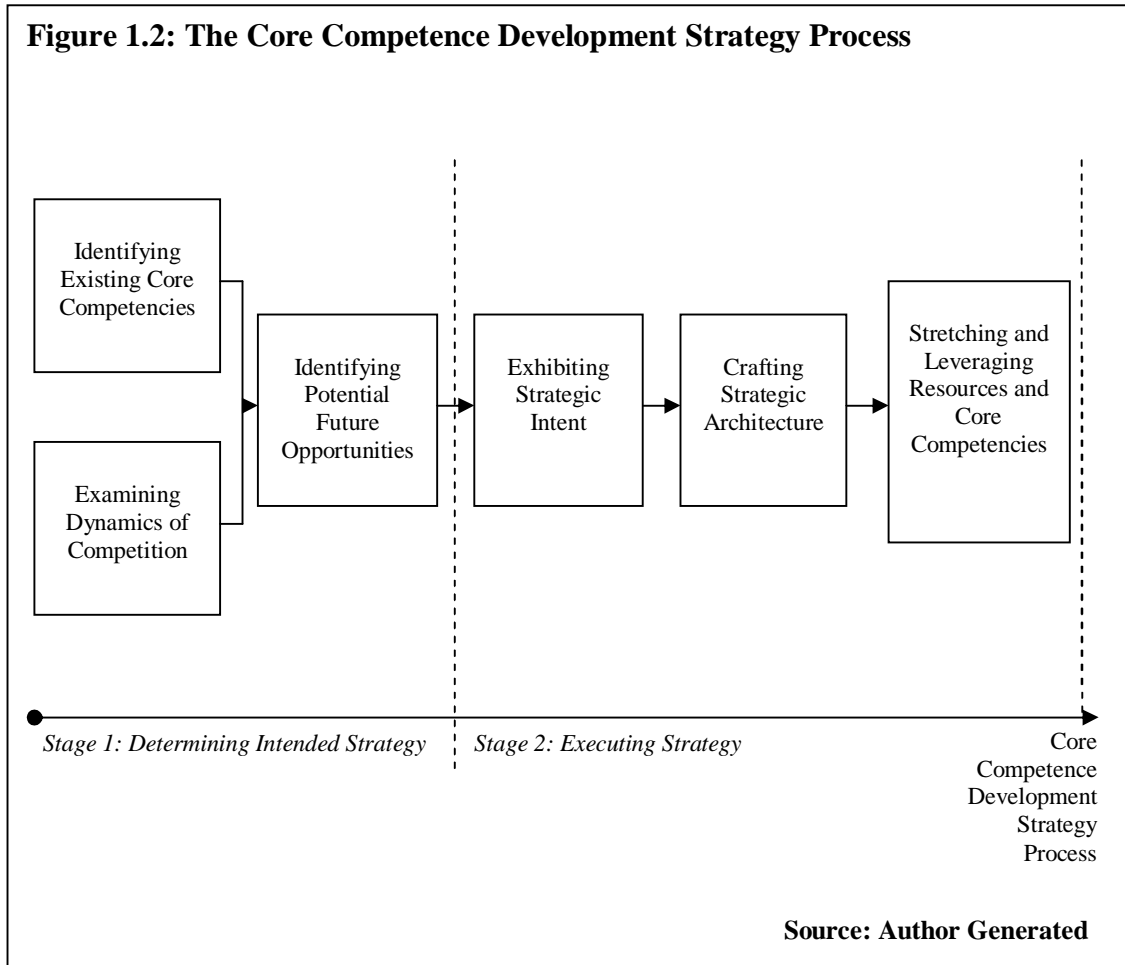 Figure 1.2: The Core Competence Development Strategy Process
Identifying
Existing Core
Competencies
Examining
Dynamics of
Competition
Identifying
Potential
Future
Opportunities
Exhibiting
Strategic
Intent
Crafting
Strategic
Architecture
Stretching and
Leveraging
Resources and
Core
Competencies
Stage 1: Determining Intended Strategy
Stage 2: Executing Strategy
Core
Competence
Development
Strategy
Process
Source: Author Generated